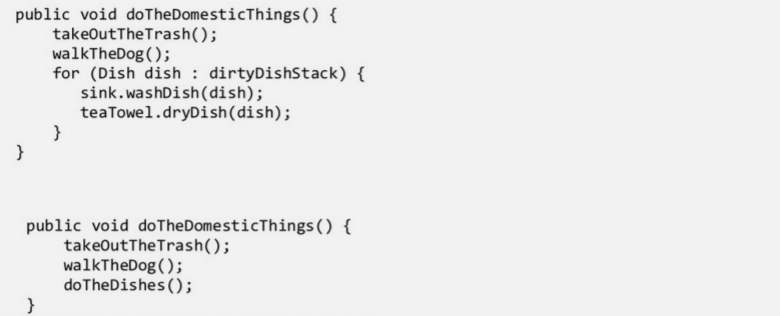 public void doTheDomesticThings() {
    takeOutTheTrash();
    walkTheDog();
    for (Dish dish : dirtyDishStack) {
       sink.washDish(dish);
       teaTowel.dryDish(dish);
    }
}
public void doTheDomesticThings() {
    takeOutTheTrash();
    walkTheDog();
    doTheDishes();
}